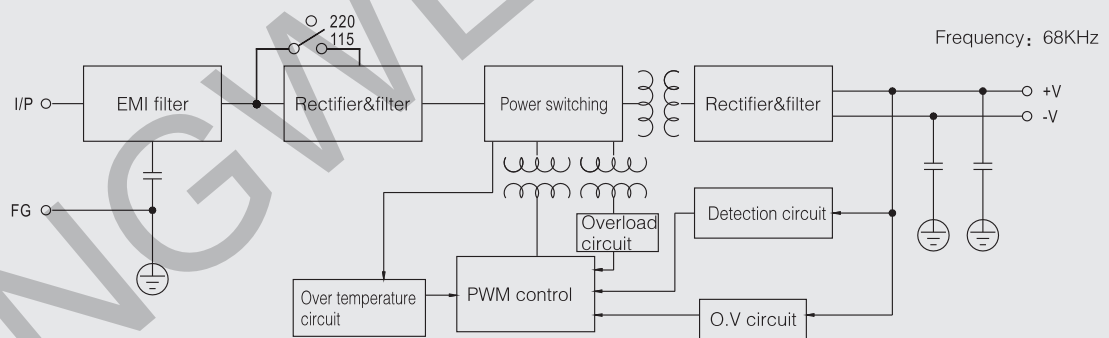 220
115
Frequency: 68KHz
I/P
EMI filter
Rectifier&filter
Power switching
Rectifier&filter
+V
-V
FG
Detection circuit
Overload
circuit
Over temperature
circuit
PWM control
O.V circuit
NGWE